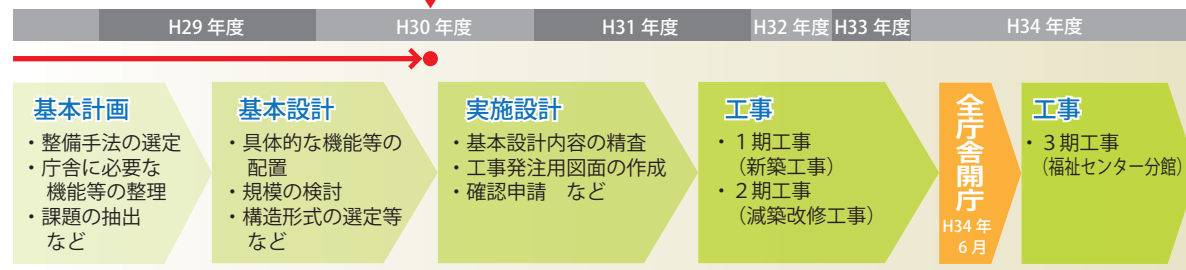 H29 年度
H30 年度
H31 年度
H32 年度
H33 年度
H34 年度
基本計画
・整備手法の選定
・庁舎に必要な
機能等の整理
・課題の抽出
など
基本設計
・具体的な機能等の
配置
・規模の検討
・構造形式の選定等
など
実施設計
・基本設計内容の精査
・工事発注用図面の作成
・確認申請　など
工事
・１期工事
（新築工事）
・２期工事
（減築改修工事）
全庁舎開庁
H34 年
6 月
工事
・３期工事
（福祉センター分館）